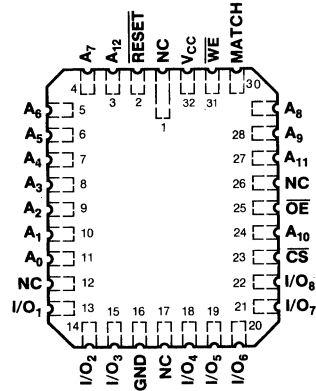 A7 A12 RESET NC VCC WE MATCH
4 3 2 1 32 31 30
A6 5
A5 6
A4 7
A3 8
A2 9
A1 10
A0 11
NC 12
I/O1 13
A8
28 A9
27 A11
26 NC
25 OE
24 A10
23 CS
22 I/O8
21 I/O7
14 15 16 17 18 19 20
I/O2 I/O3 GND NC I/O4 I/O5 I/O6